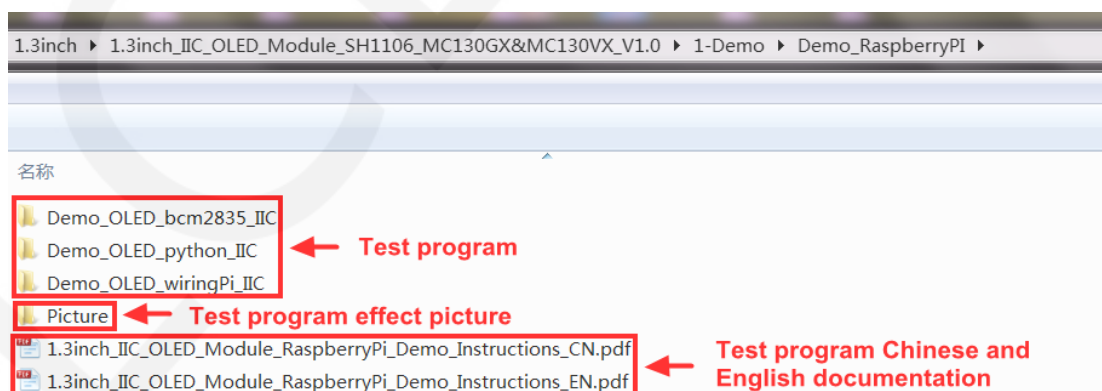 1.3inch ▸ 1.3inch_IIC_OLED_Module_SH1106_MC130GX&MC130VX_V1.0 ▸ 1-Demo ▸ Demo_RaspberryPI ▸
名称
Demo_OLED_bcm2835_IIC
Demo_OLED_python_IIC
Test program
Demo_OLED_wiringPi_IIC
Picture
Test program effect picture
1.3inch_IIC_OLED_Module_RaspberryPi_Demo_Instructions_CN.pdf
1.3inch_IIC_OLED_Module_RaspberryPi_Demo_Instructions_EN.pdf
Test program Chinese and
English documentation